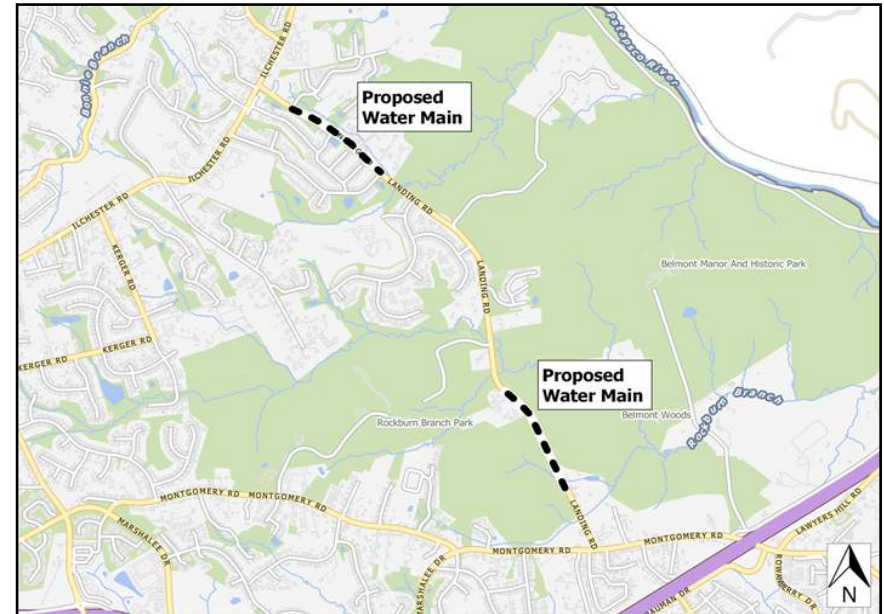 Patapsco River
Bonnie Branch
ILCHESTER RD
Proposed
Water Main
ILCHESTER RD
LANDING RD
ILCHESTER RD
KERGER RD
LANDING RD
Belmont Manor And Historic Park
KERGER RD
KERGER RD
Proposed
Water Main
Rockburn Branch
Belmont Woods
Rockburn Branch Park
MONTGOMERY RD
MONTGOMERY RD
LANDING RD
LAWYERS HILL RD
MARSHALEE DR
MONTGOMERY RD
MONTGOMERY RD
MARSHALEE DR
N